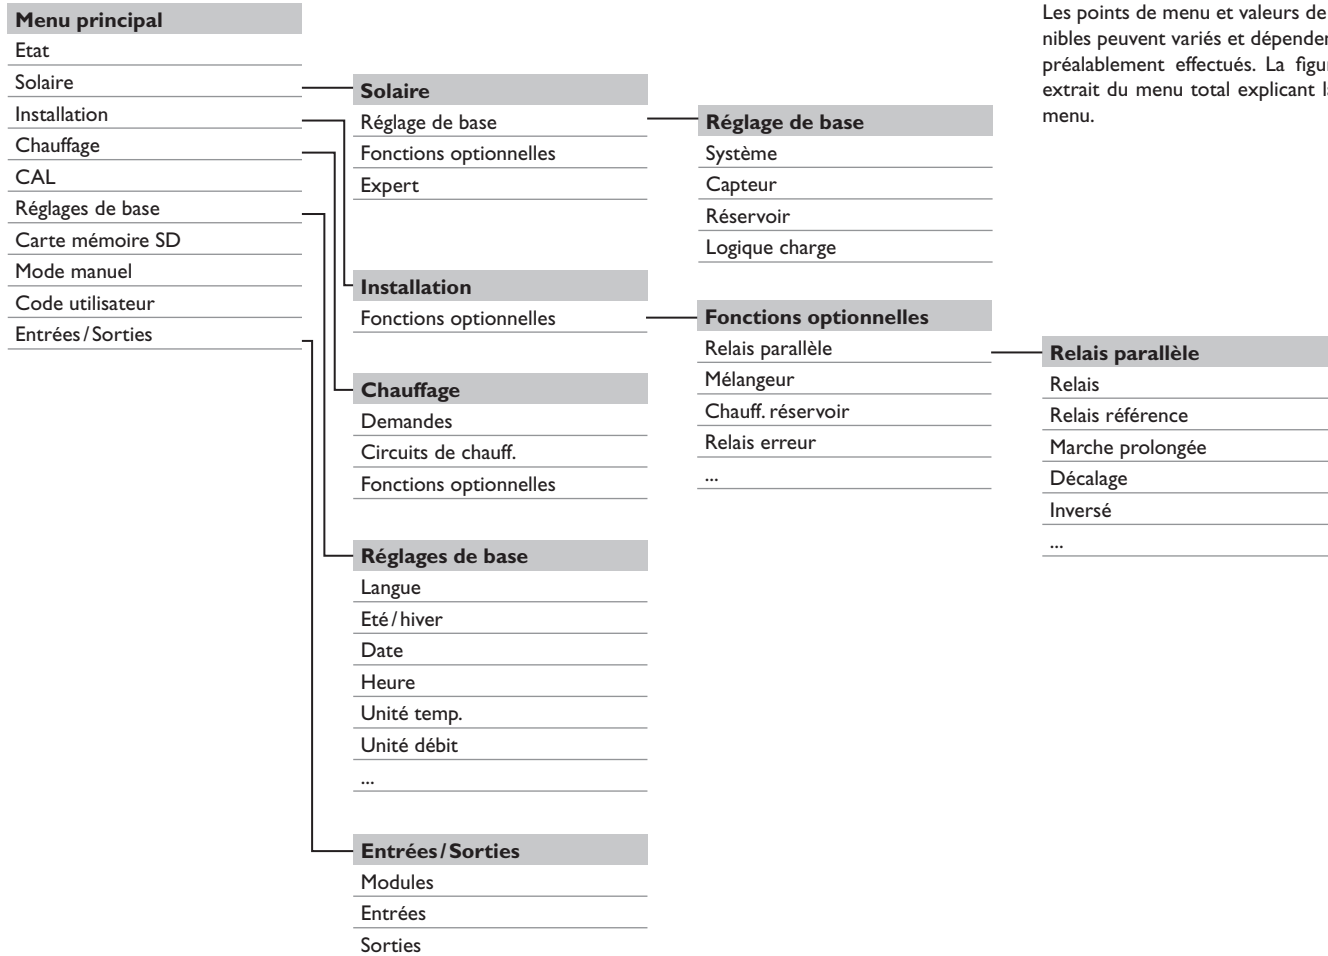 Menu principal
Etat
Solaire
Installation
Chauffage
CAL
Réglages de base
Carte mémoire SD
Mode manuel
Code utilisateur
Entrées/Sorties
Solaire
Réglage de base
Fonctions optionnelles
Expert
Installation
Fonctions optionnelles
Chauffage
Demandes
Circuits de chauff.
Fonctions optionnelles
Réglages de base
Langue
Eté/hiver
Date
Heure
Unité temp.
Unité débit
...
Entrées/Sorties
Modules
Entrées
Sorties
Réglage de base
Système
Capteur
Réservoir
Logique charge
Fonctions optionnelles
Relais parallèle
Mélangeur
Chauff. réservoir
Relais erreur
...
Les points de menu et valeurs de
nibles peuvent variés et
préalablement effectués. La
extrait du menu total explicant
menu.
Relais parallèle
Relais
Relais référence
Marche prolongée
Décalage
Inversé
...